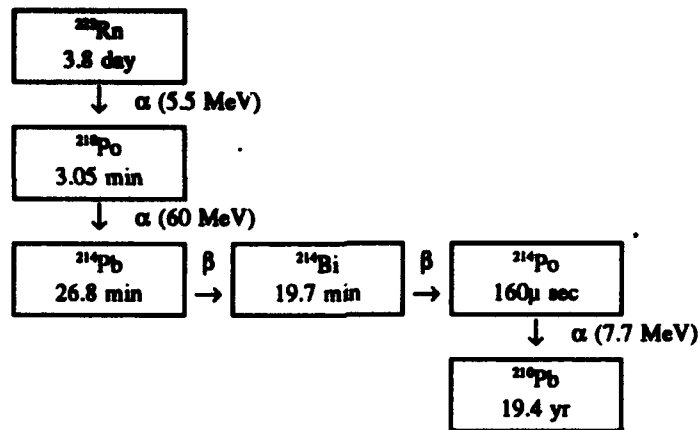 ²²²Rn
3.8 day
↓ α (5.5 MeV)
²¹⁸Po
3.05 min
↓ α (60 MeV)
²¹⁴Pb
26.8 min
β
→
²¹⁴Bi
19.7 min
β
→
²¹⁴Po
160μ sec
↓ α (7.7 MeV)
²¹⁰Pb
19.4 yr